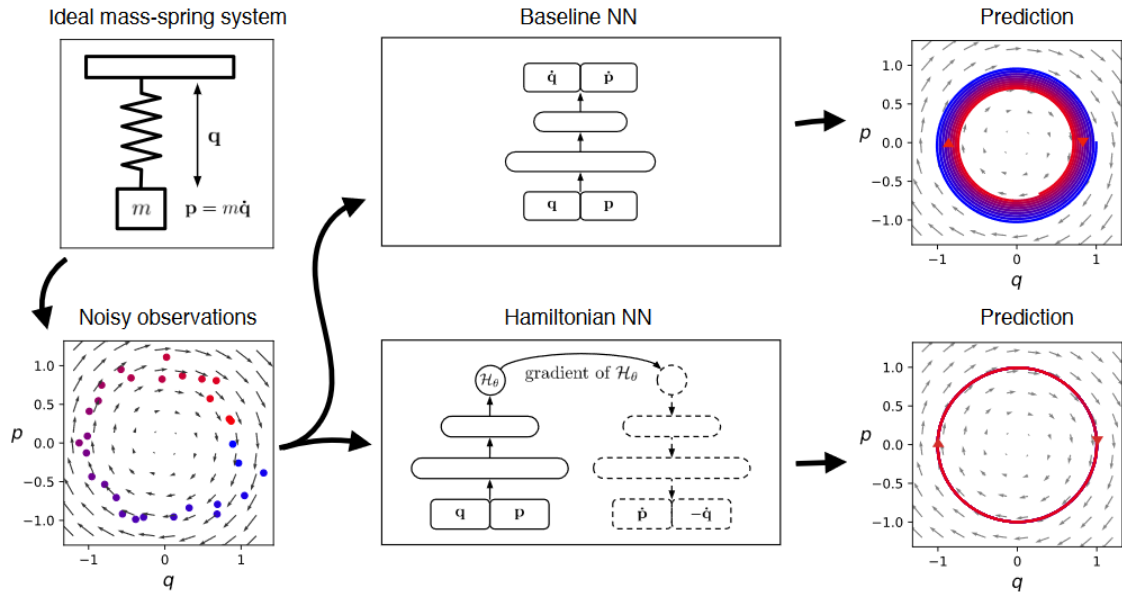 Ideal mass-spring system
q
m
p = mq̇
Baseline NN
q̇ ṗ
q p
Prediction
1.0
0.5
0.0
−0.5
−1.0
p
−1 0 1
q
Noisy observations
1.0
0.5
0.0
−0.5
−1.0
p
−1 0 1
q
Hamiltonian NN
ℋθ
gradient of ℋθ
q p
ṗ −q̇
Prediction
1.0
0.5
0.0
−0.5
−1.0
p
−1 0 1
q